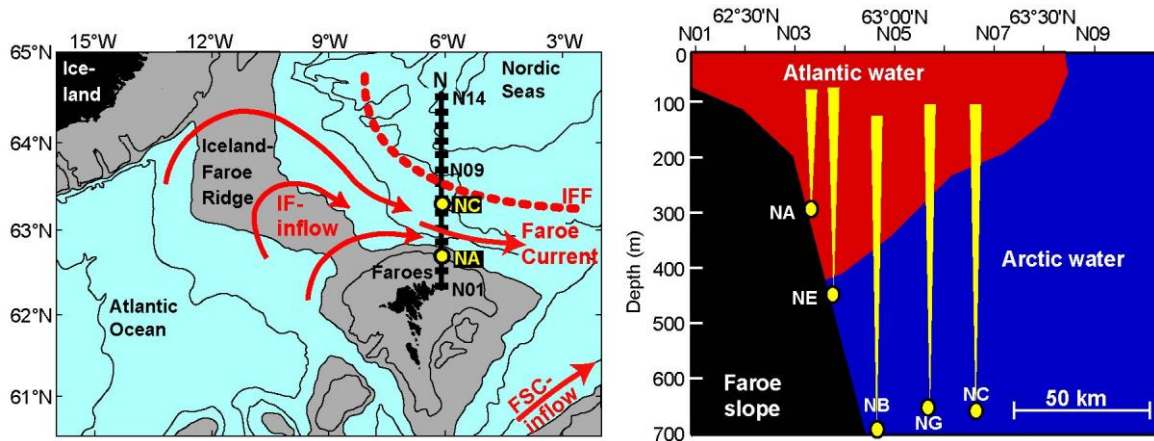 15°W 12°W 9°W 6°W 3°W
65°N
64°N
63°N
62°N
61°N
Ice-
land
Nordic
Seas
N
N14
Iceland-
Faroe
Ridge
N09
IFF
NC
IF-
inflow
Faroe
Current
NA
Faroes
N01
Atlantic
Ocean
FSC-
inflow
62°30'N 63°00'N 63°30'N
N01 N03 N05 N07 N09
0
100
200
300
400
500
600
700
Depth (m)
Atlantic water
NA
Arctic water
NE
Faroe
slope
NB
NG
NC
50 km